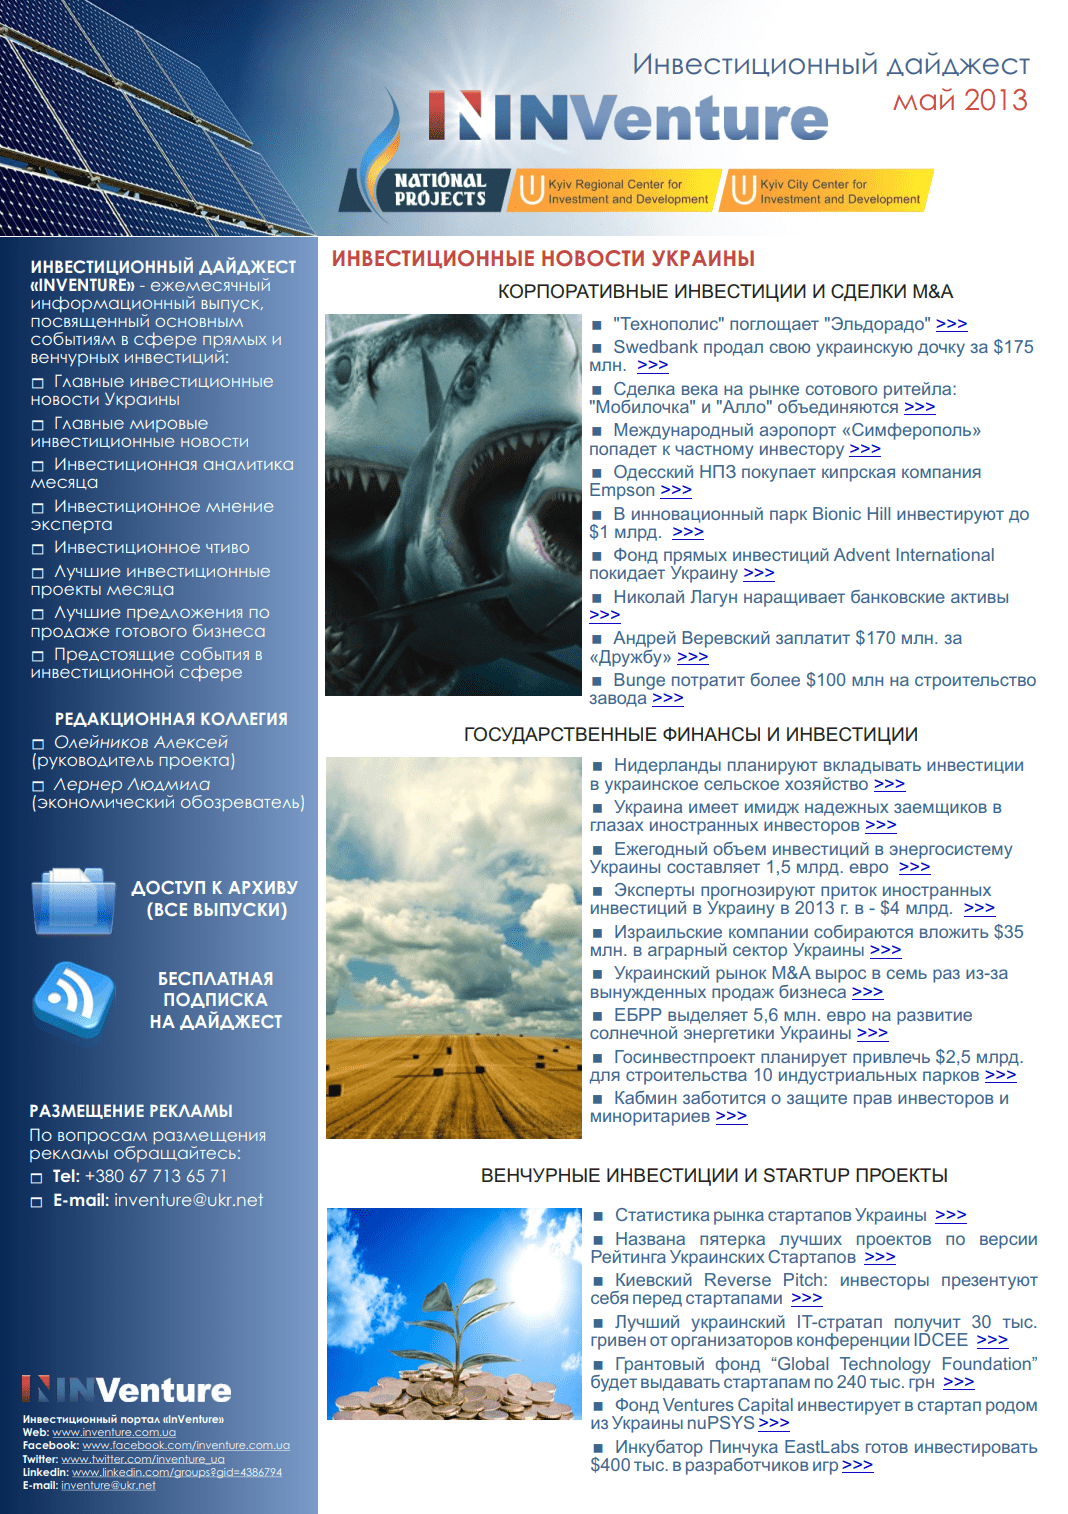 Инвестиционный дайджест
май 2013
INVenture
NATIONAL
PROJECTS
Kyiv Regional Center for
Investment and Development
Kyiv City Center for
Investment and Development
ИНВЕСТИЦИОННЫЙ ДАЙДЖЕСТ
«INVENTURE» - ежемесячный
информационный выпуск,
посвященный основным
событиям в сфере прямых и
венчурных инвестиций:
Главные инвестиционные
новости Украины
Главные мировые
инвестиционные новости
Инвестиционная аналитика
месяца
Инвестиционное мнение
эксперта
Инвестиционное чтиво
Лучшие инвестиционные
проекты месяца
Лучшие предложения по
продаже готового бизнеса
Предстоящие события в
инвестиционной сфере
РЕДАКЦИОННАЯ КОЛЛЕГИЯ
Олейников Алексей
(руководитель проекта)
Лернер Людмила
(экономический обозреватель)
ДОСТУП К АРХИВУ
(ВСЕ ВЫПУСКИ)
БЕСПЛАТНАЯ
ПОДПИСКА
НА ДАЙДЖЕСТ
РАЗМЕЩЕНИЕ РЕКЛАМЫ
По вопросам размещения
рекламы обращайтесь:
Tel: +380 67 713 65 71
E-mail: inventure@ukr.net
INVenture
Инвестиционный портал «InVenture»
Web: www.inventure.com.ua
Facebook: www.facebook.com/inventure.com.ua
Twitter: www.twitter.com/inventure_ua
Linkedin: www.linkedin.com/groups?gid=4386794
E-mail: inventure@ukr.net
ИНВЕСТИЦИОННЫЕ НОВОСТИ УКРАИНЫ
КОРПОРАТИВНЫЕ ИНВЕСТИЦИИ И СДЕЛКИ M&A
"Технополис" поглощает "Эльдорадо" >>>
Swedbank продал свою украинскую дочку за $175
млн. >>>
Сделка века на рынке сотового ритейла:
"Мобилочка" и "Алло" объединяются >>>
Международный аэропорт «Симферополь»
попадет к частному инвестору >>>
Одесский НПЗ покупает кипрская компания
Empson >>>
В инновационный парк Bionic Hill инвестируют до
$1 млрд. >>>
Фонд прямых инвестиций Advent International
покидает Украину >>>
Николай Лагун наращивает банковские активы
>>>
Андрей Веревский заплатит $170 млн. за
«Дружбу» >>>
Bunge потратит более $100 млн на строительство
завода >>>
ГОСУДАРСТВЕННЫЕ ФИНАНСЫ И ИНВЕСТИЦИИ
Нидерланды планируют вкладывать инвестиции
в украинское сельское хозяйство >>>
Украина имеет имидж надежных заемщиков в
глазах иностранных инвесторов >>>
Ежегодный объем инвестиций в энергосистему
Украины составляет 1,5 млрд. евро >>>
Эксперты прогнозируют приток иностранных
инвестиций в Украину в 2013 г. в - $4 млрд. >>>
Израильские компании собираются вложить $35
млн. в аграрный сектор Украины >>>
Украинский рынок M&A вырос в семь раз из-за
вынужденных продаж бизнеса >>>
ЕБРР выделяет 5,6 млн. евро на развитие
солнечной энергетики Украины >>>
Госинвестпроект планирует привлечь $2,5 млрд.
для строительства 10 индустриальных парков >>>
Кабмин заботится о защите прав инвесторов и
миноритариев >>>
ВЕНЧУРНЫЕ ИНВЕСТИЦИИ И STARTUP ПРОЕКТЫ
Статистика рынка стартапов Украины >>>
Названа пятерка лучших проектов по версии
Рейтинга Украинских Стартапов >>>
Киевский Reverse Pitch: инвесторы презентуют
себя перед стартапами >>>
Лучший украинский IT-стратап получит 30 тыс.
гривен от организаторов конференции IDCEE >>>
Грантовый фонд “Global Technology Foundation”
будет выдавать стартапам по 240 тыс. грн >>>
Фонд Ventures Capital инвестирует в стартап родом
из Украины nuPSYS >>>
Инкубатор Пинчука EastLabs готов инвестировать
$400 тыс. в разработчиков игр >>>